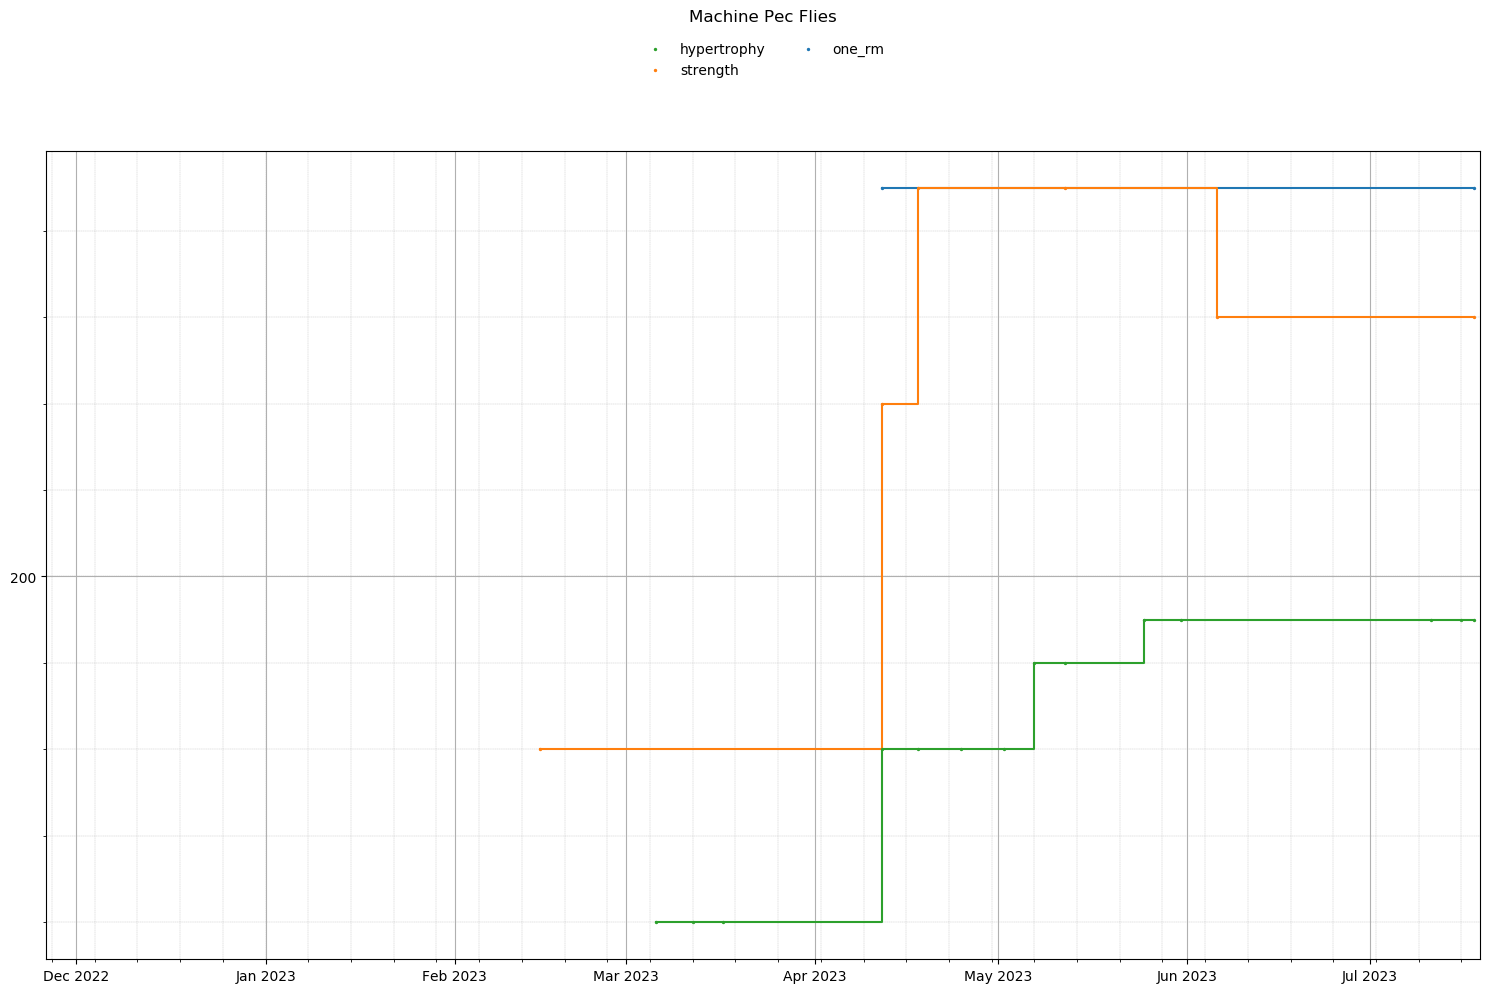 Machine Pec Flies
hypertrophy
one_rm
strength
200
Dec 2022
Jan 2023
Feb 2023
Mar 2023
Apr 2023
May 2023
Jun 2023
Jul 2023